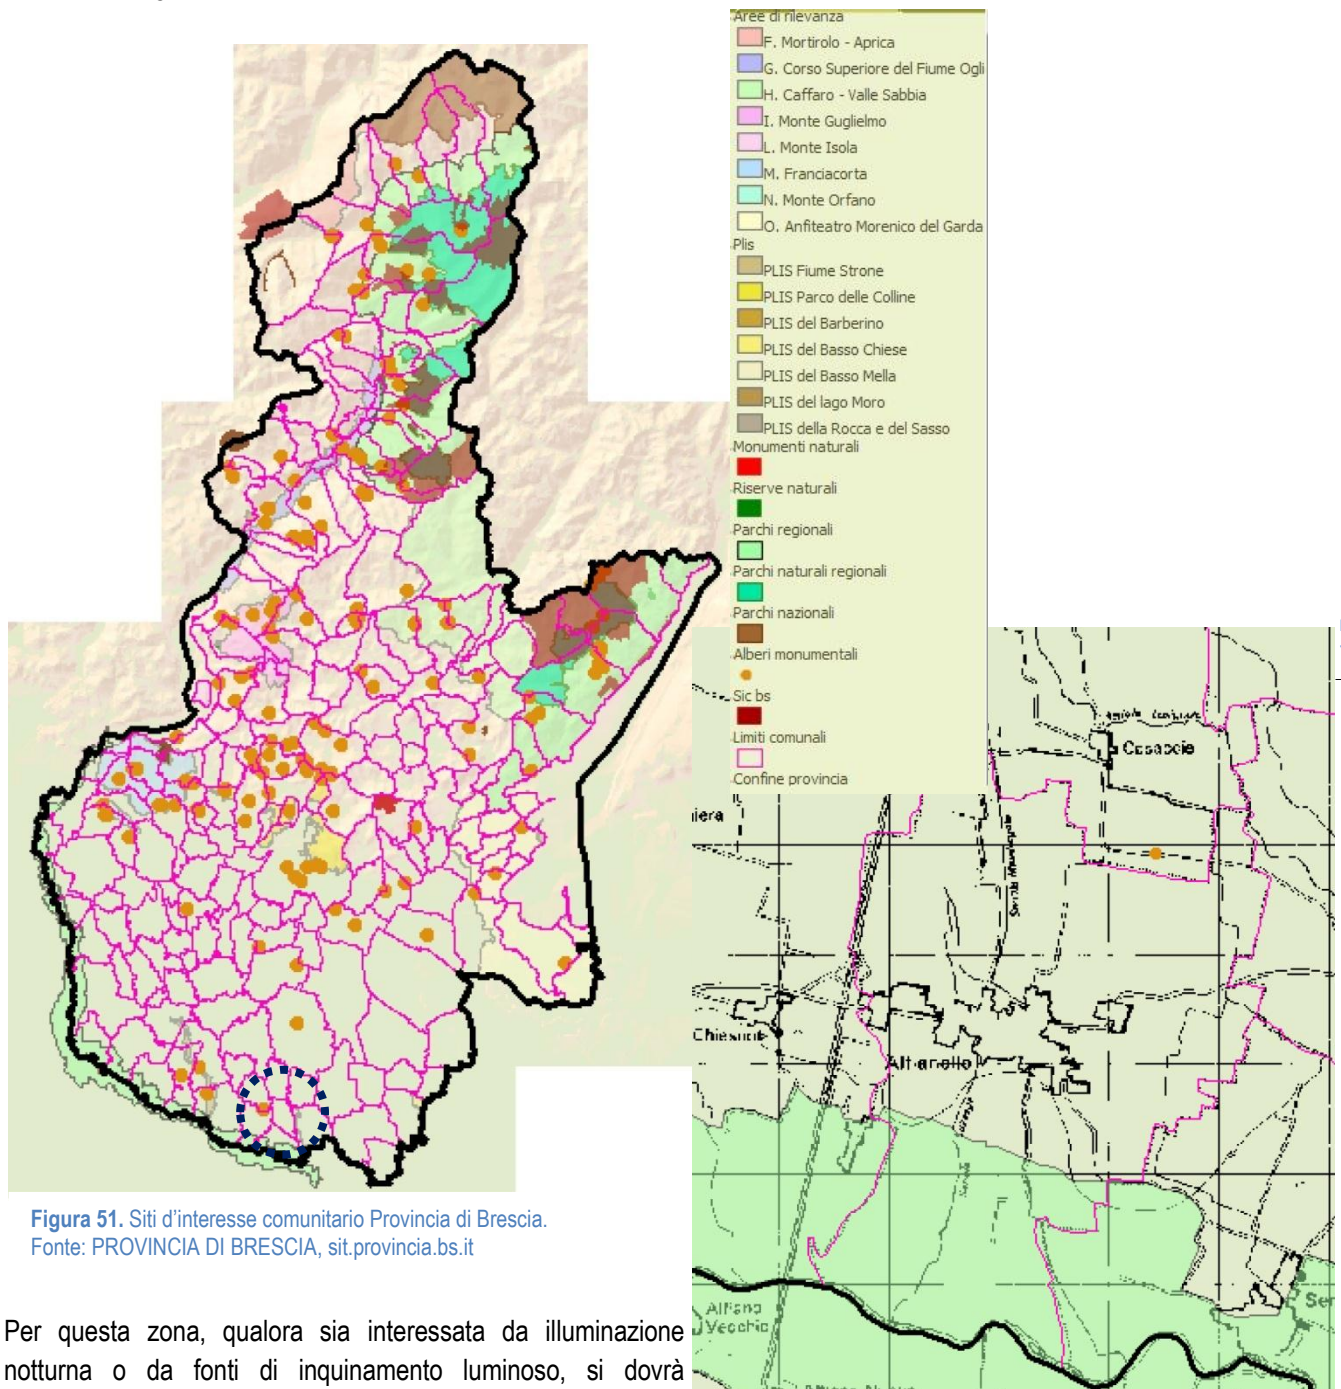 Aree di rilevanza
F. Mortirolo - Aprica
G. Corso Superiore del Fiume Ogli
H. Caffaro - Valle Sabbia
I. Monte Guglielmo
L. Monte Isola
M. Franciacorta
N. Monte Orfano
O. Anfiteatro Morenico del Garda
Plis
PLIS Fiume Strone
PLIS Parco delle Colline
PLIS del Barberino
PLIS del Basso Chiese
PLIS del Basso Mella
PLIS del lago Moro
PLIS della Rocca e del Sasso
Monumenti naturali
Riserve naturali
Parchi regionali
Parchi naturali regionali
Parchi nazionali
Alberi monumentali
Sic bs
Limiti comunali
Confine provincia
Casaccie
iera
Alfianello
Alfiano
Vecchio
Figura 51. Siti d'interesse comunitario Provincia di Brescia.
Fonte: PROVINCIA DI BRESCIA, sit.provincia.bs.it
Per questa zona, qualora sia interessata da illuminazione
notturna o da fonti di inquinamento luminoso, si dovrà